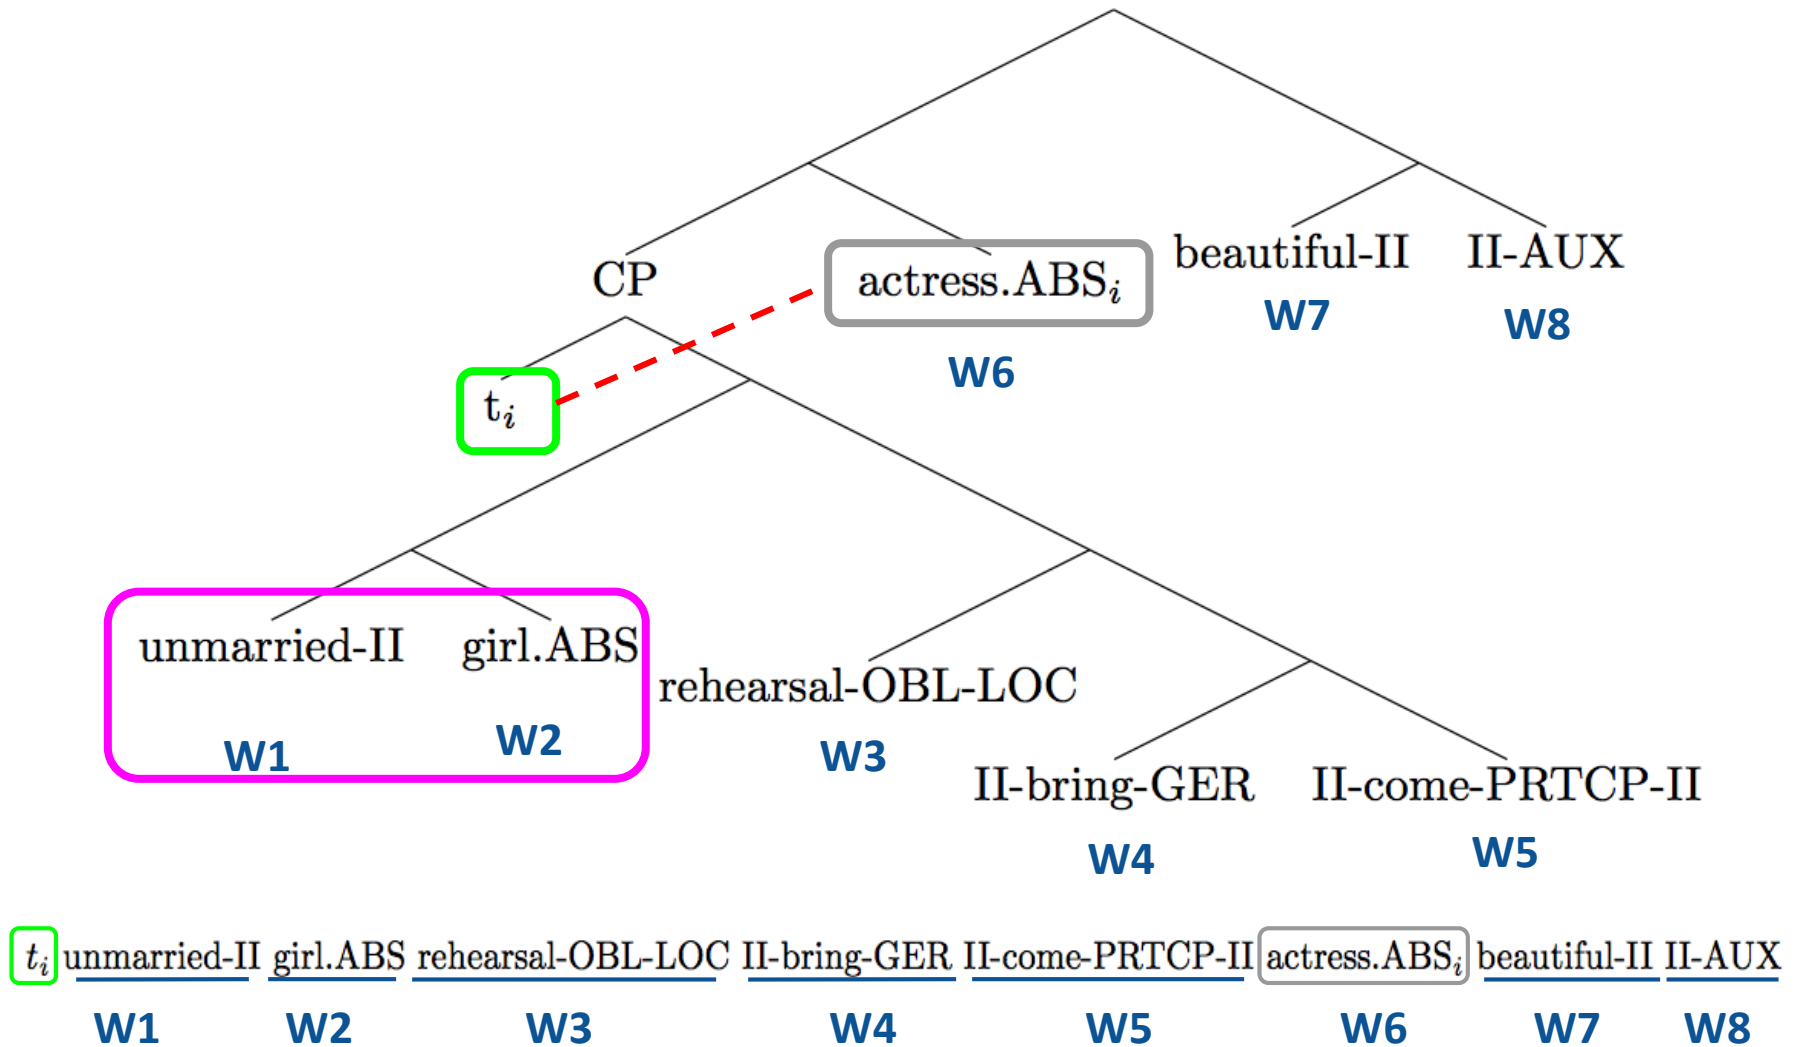 CP
actress.ABSi
beautiful-II
II-AUX
W7
W8
W6
ti
unmarried-II
girl.ABS
rehearsal-OBL-LOC
W1
W2
W3
II-bring-GER
II-come-PRTCP-II
W4
W5
ti unmarried-II girl.ABS rehearsal-OBL-LOC II-bring-GER II-come-PRTCP-II actress.ABSi beautiful-II II-AUX
W1 W2 W3 W4 W5 W6 W7 W8